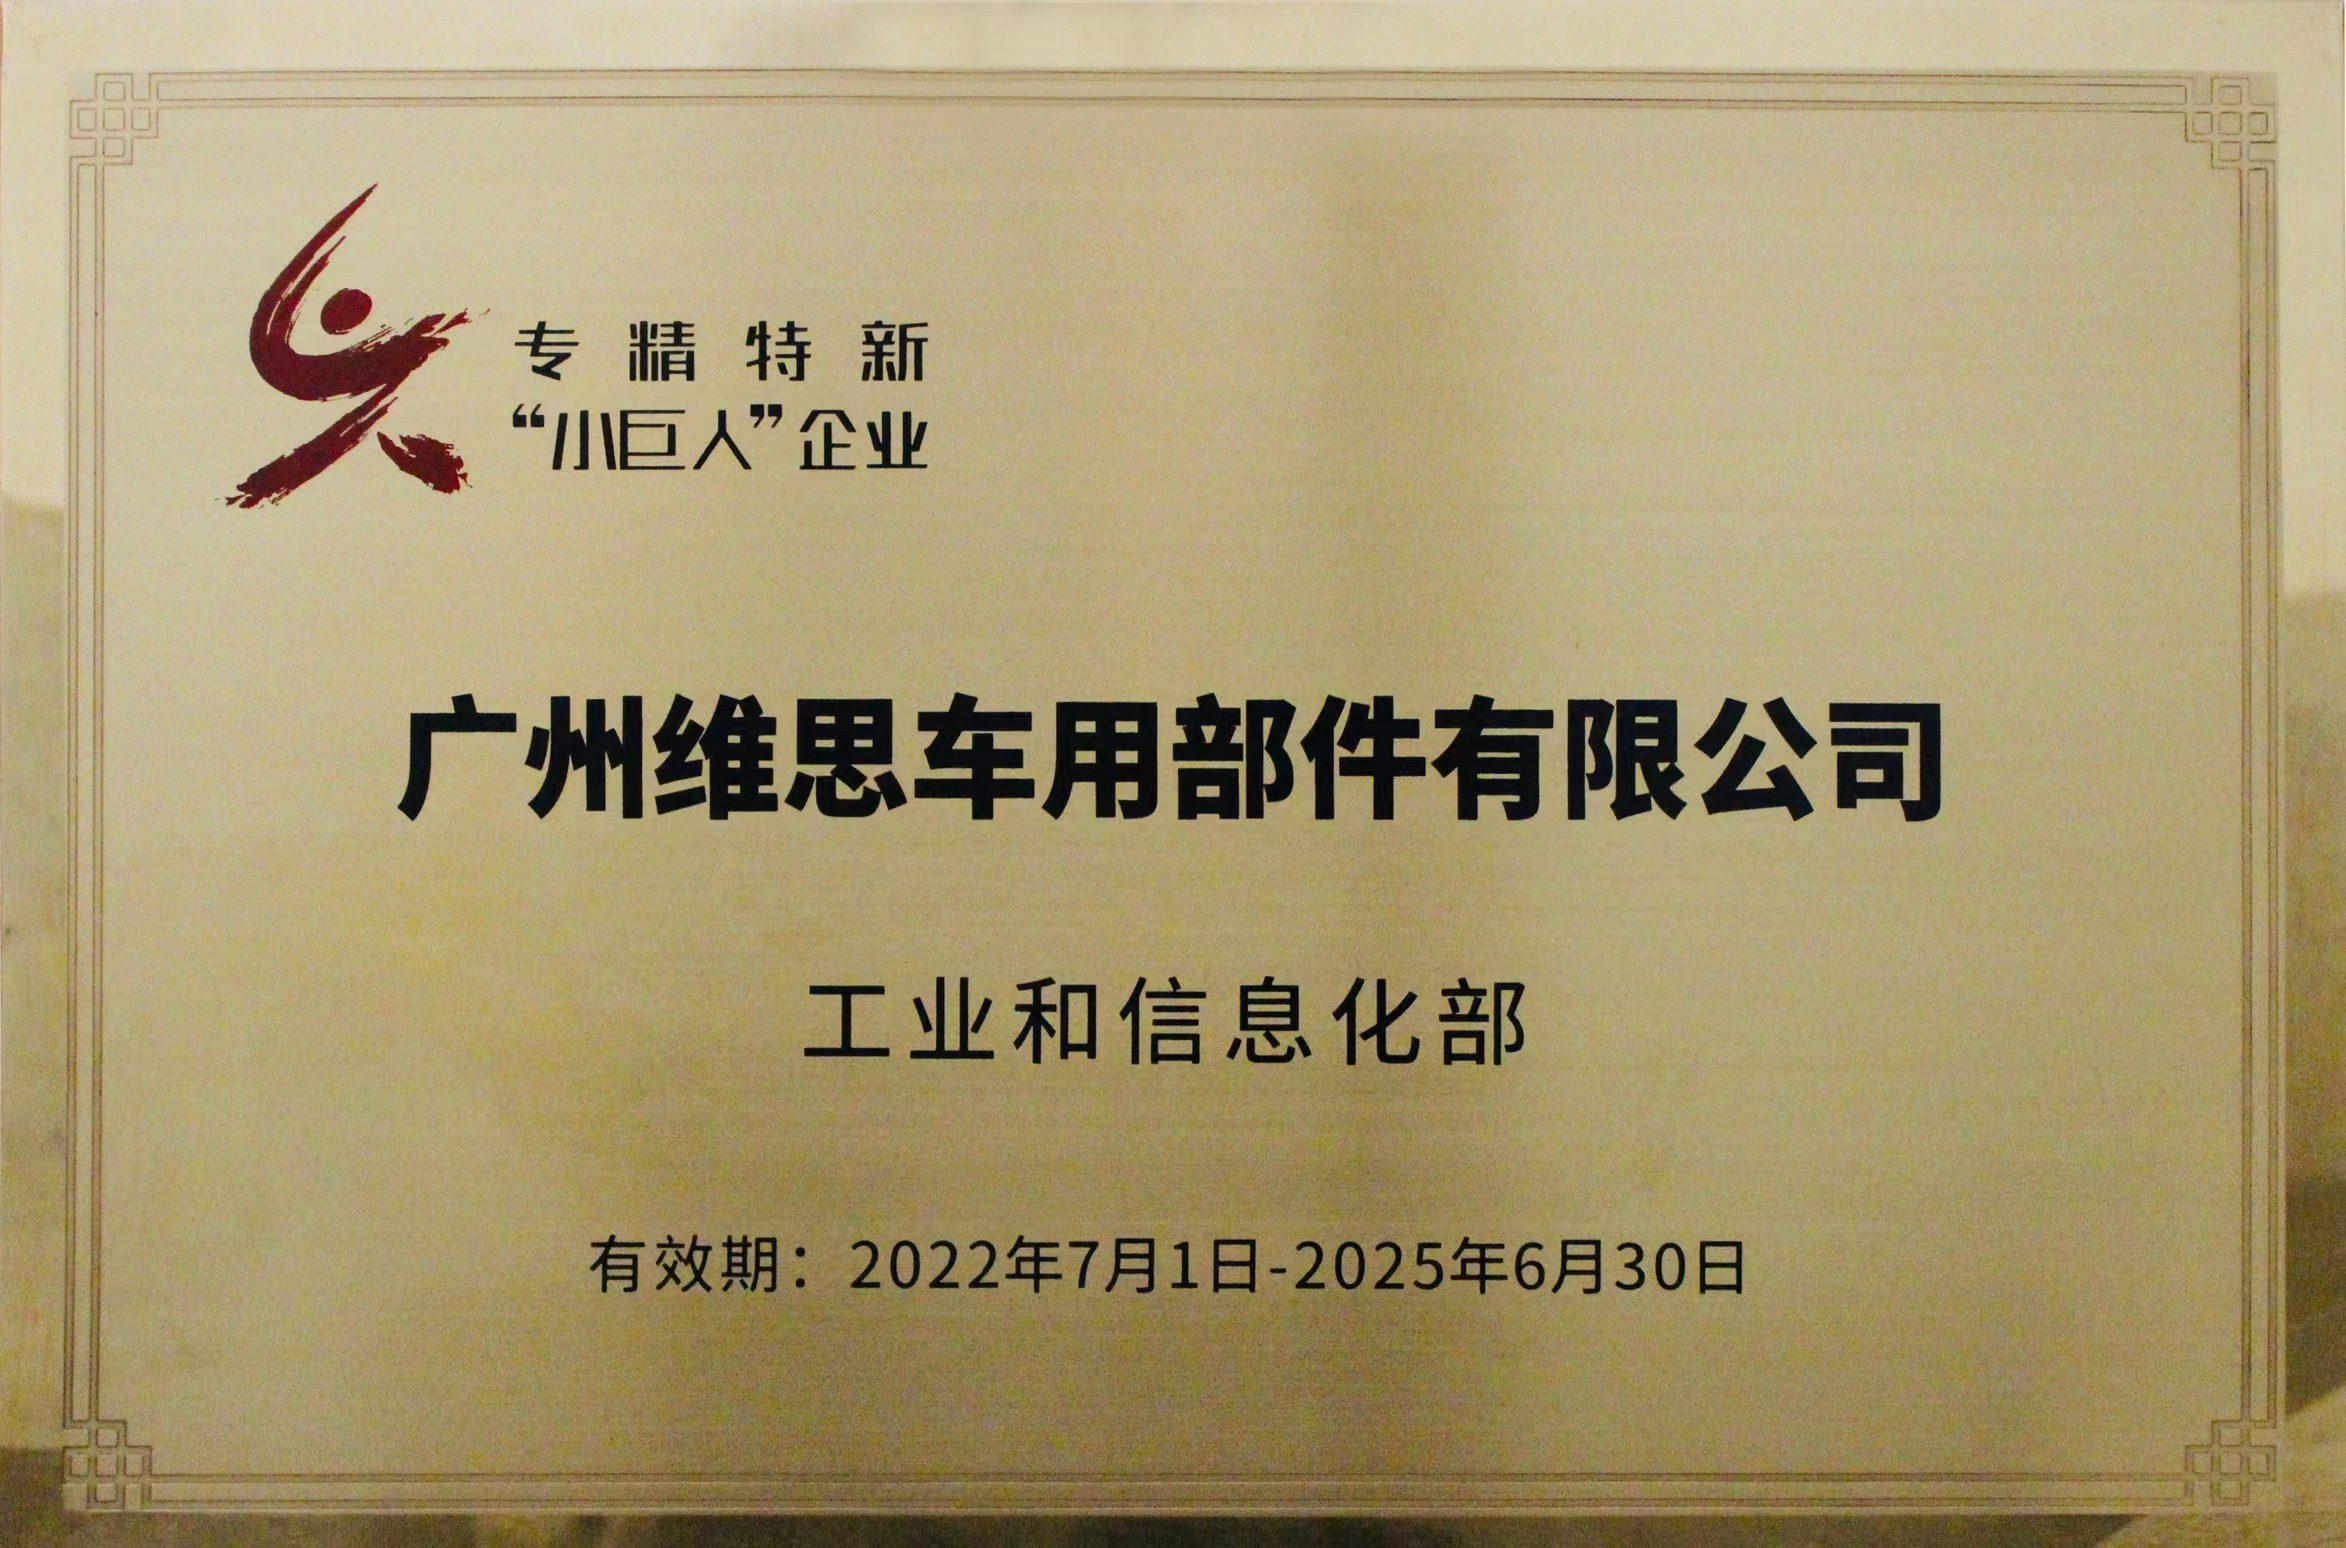 专精特新
“小巨人”企业
广州维思车用部件有限公司
工业和信息化部
有效期：2022年7月1日-2025年6月30日